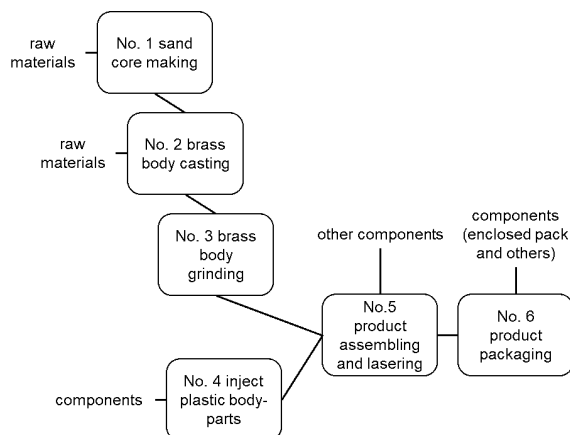 raw
materials
No. 1 sand
core making
raw
materials
No. 2 brass
body casting
No. 3 brass
body
grinding
other components
components
(enclosed pack
and others)
No.5
product
assembling
and lasering
No. 6
product
packaging
components
No. 4 inject
plastic body-
parts